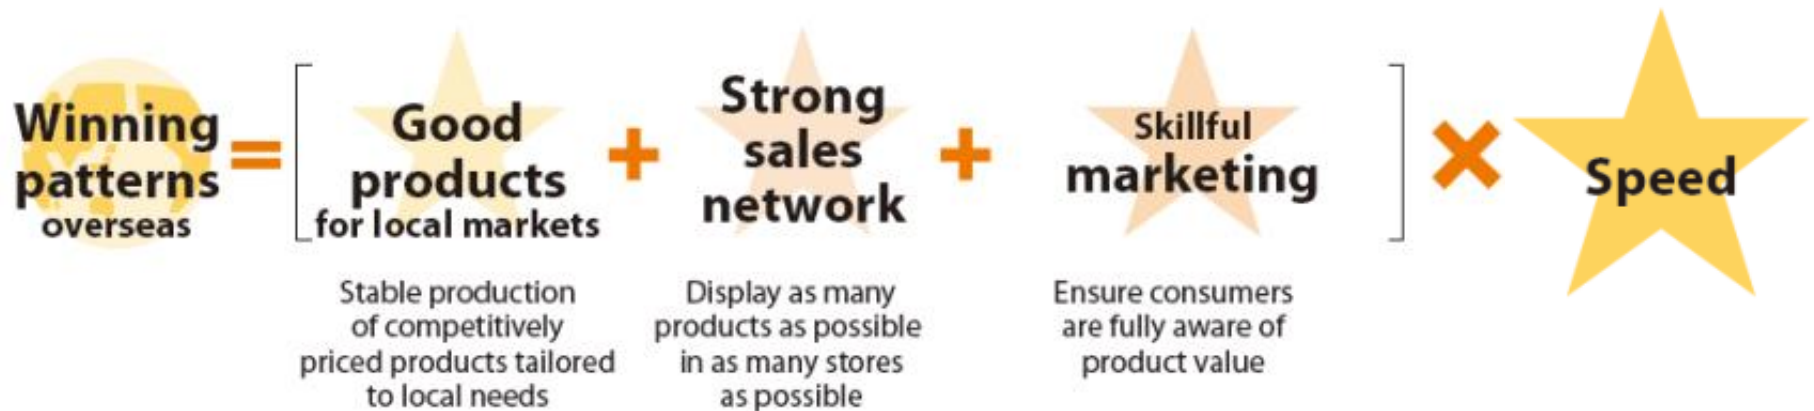 Winning
patterns
overseas
=
Good
products
for local markets
Stable production
of competitively
priced products tailored
to local needs
+
Strong
sales
network
Display as many
products as possible
in as many stores
as possible
+
Skillful
marketing
Ensure consumers
are fully aware of
product value
×
Speed